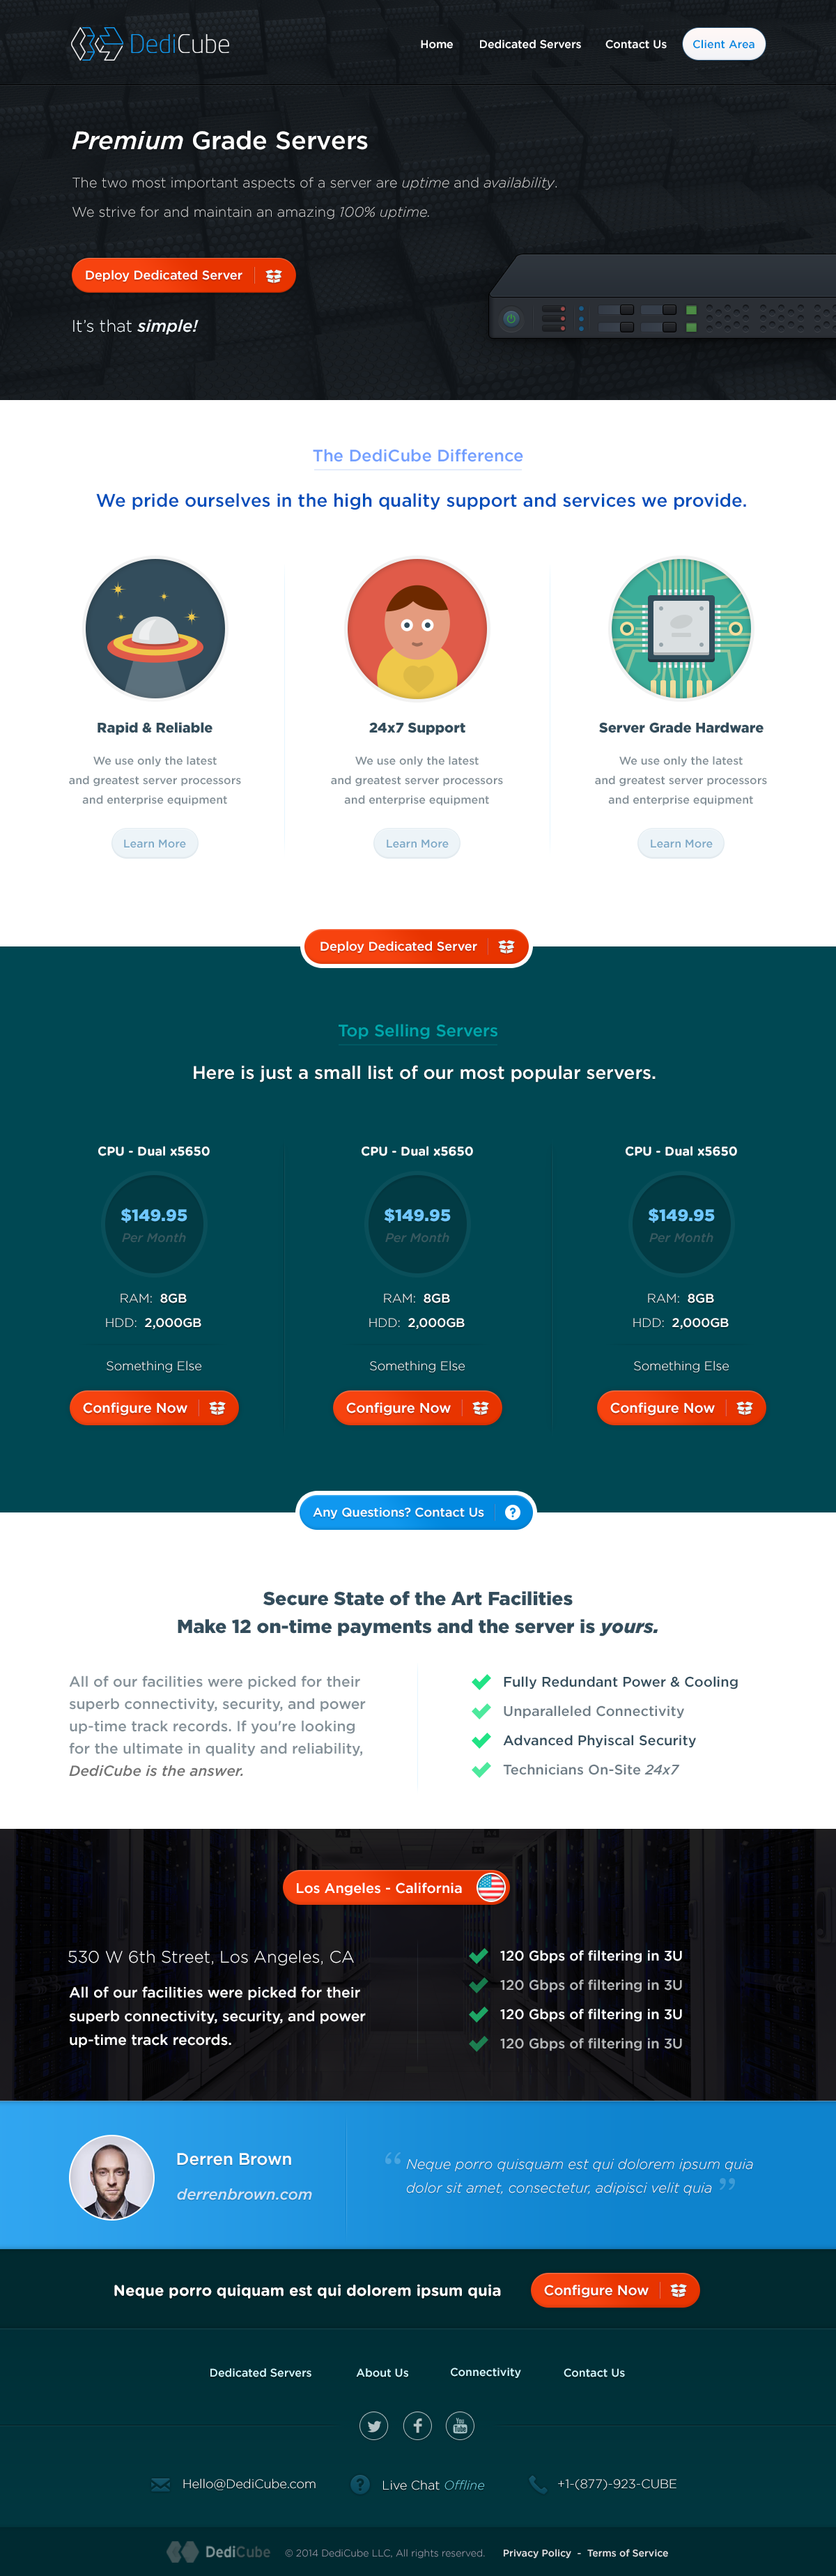 DediCube
Home
Dedicated Servers
Contact Us
Client Area
Premium Grade Servers
The two most important aspects of a server are uptime and availability.
We strive for and maintain an amazing 100% uptime.
Deploy Dedicated Server
It's that simple!
The DediCube Difference
We pride ourselves in the high quality support and services we provide.
Rapid & Reliable
We use only the latest
and greatest server processors
and enterprise equipment
Learn More
24x7 Support
We use only the latest
and greatest server processors
and enterprise equipment
Learn More
Server Grade Hardware
We use only the latest
and greatest server processors
and enterprise equipment
Learn More
Deploy Dedicated Server
Top Selling Servers
Here is just a small list of our most popular servers.
CPU - Dual x5650
$149.95
Per Month
RAM: 8GB
HDD: 2,000GB
Something Else
Configure Now
CPU - Dual x5650
$149.95
Per Month
RAM: 8GB
HDD: 2,000GB
Something Else
Configure Now
CPU - Dual x5650
$149.95
Per Month
RAM: 8GB
HDD: 2,000GB
Something Else
Configure Now
Any Questions? Contact Us
Secure State of the Art Facilities
Make 12 on-time payments and the server is yours.
All of our facilities were picked for their
superb connectivity, security, and power
up-time track records. If you're looking
for the ultimate in quality and reliability,
DediCube is the answer.
Fully Redundant Power & Cooling
Unparalleled Connectivity
Advanced Phyiscal Security
Technicians On-Site 24x7
Los Angeles - California
530 W 6th Street, Los Angeles, CA
All of our facilities were picked for their
superb connectivity, security, and power
up-time track records.
120 Gbps of filtering in 3U
120 Gbps of filtering in 3U
120 Gbps of filtering in 3U
120 Gbps of filtering in 3U
Derren Brown
derrenbrown.com
“ Neque porro quisquam est qui dolorem ipsum quia
dolor sit amet, consectetur, adipisci velit quia ”
Neque porro quiquam est qui dolorem ipsum quia
Configure Now
Dedicated Servers
About Us
Connectivity
Contact Us
You Tube
Hello@DediCube.com
Live Chat Offline
+1-(877)-923-CUBE
DediCube
© 2014 DediCube LLC, All rights reserved.
Privacy Policy - Terms of Service